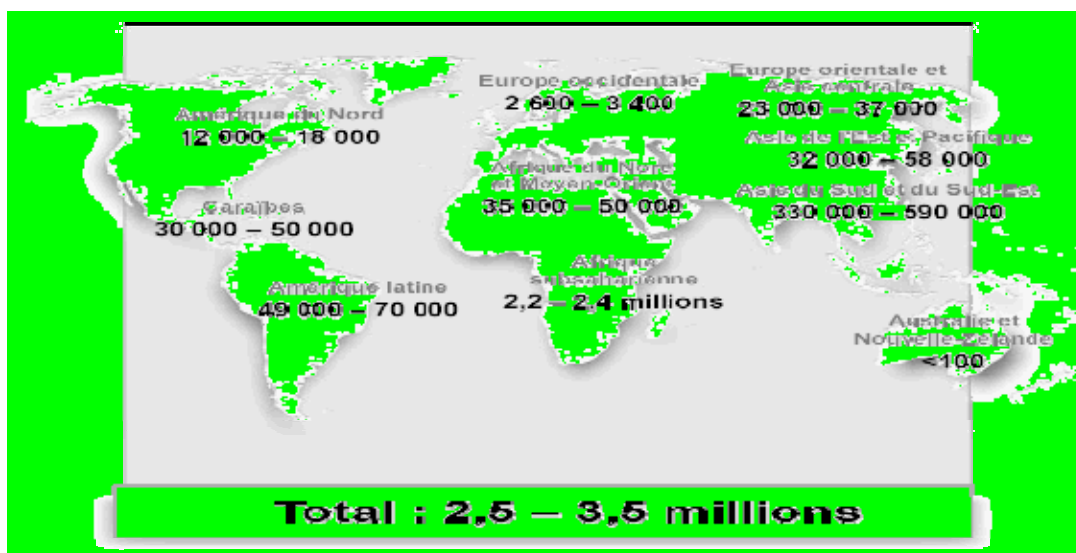 Europe occidentale
2 600 – 3 400
Europe orientale et
Asie centrale
23 000 – 37 000
Amérique du Nord
12 000 – 18 000
Asie de l'Est et Pacifique
32 000 – 58 000
Afrique du Nord
et Moyen-Orient
35 000 – 50 000
Asie du Sud et du Sud-Est
330 000 – 590 000
Caraïbes
30 000 – 50 000
Afrique
subsaharienne
2,2 – 2,4 millions
Amérique latine
49 000 – 70 000
Australie et
Nouvelle-Zélande
<100
Total : 2,5 – 3,5 millions